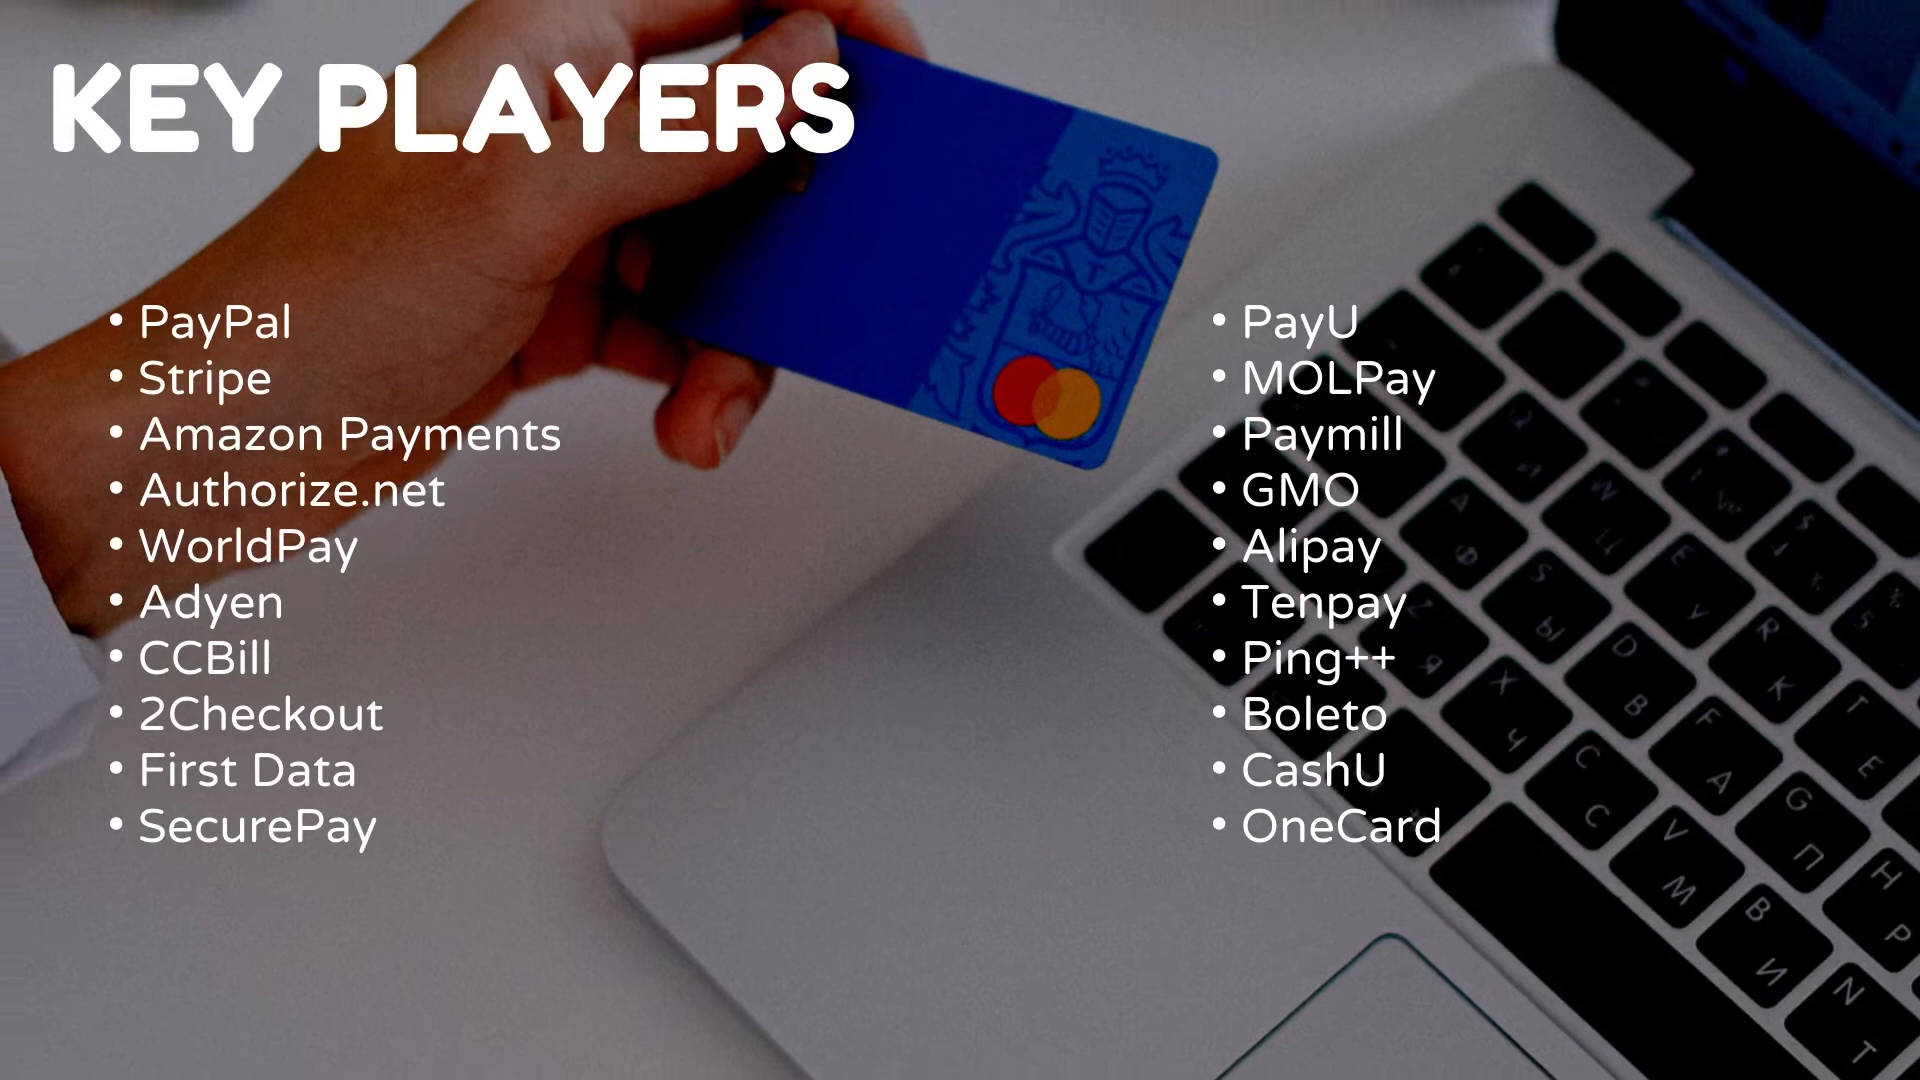 KEY PLAYERS
• PayPal
• Stripe
• Amazon Payments
• Authorize.net
• WorldPay
• Adyen
• CCBill
• 2Checkout
• First Data
• SecurePay
• PayU
• MOLPay
• Paymill
• GMO
• Alipay
• Tenpay
• Ping++
• Boleto
• CashU
• OneCard